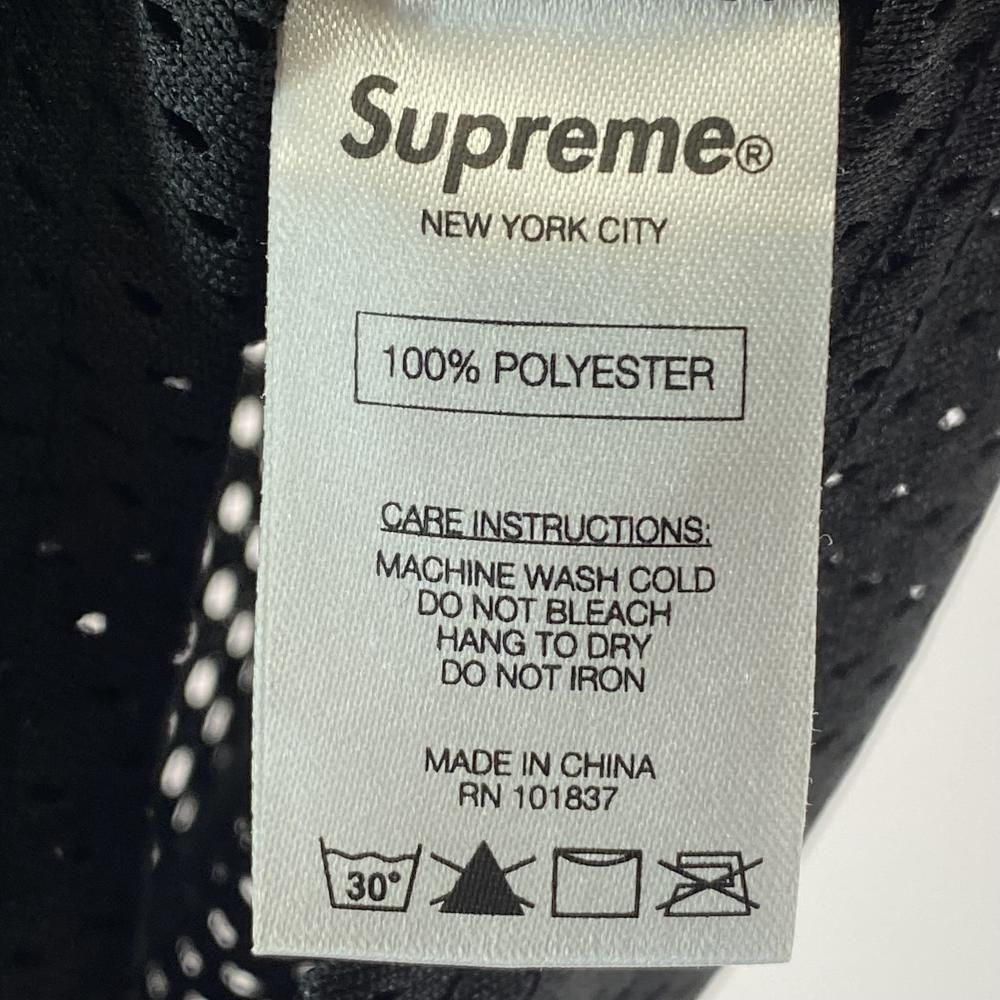 Supreme®
NEW YORK CITY
100% POLYESTER
CARE INSTRUCTIONS:
MACHINE WASH COLD
DO NOT BLEACH
HANG TO DRY
DO NOT IRON
MADE IN CHINA
RN 101837
30°